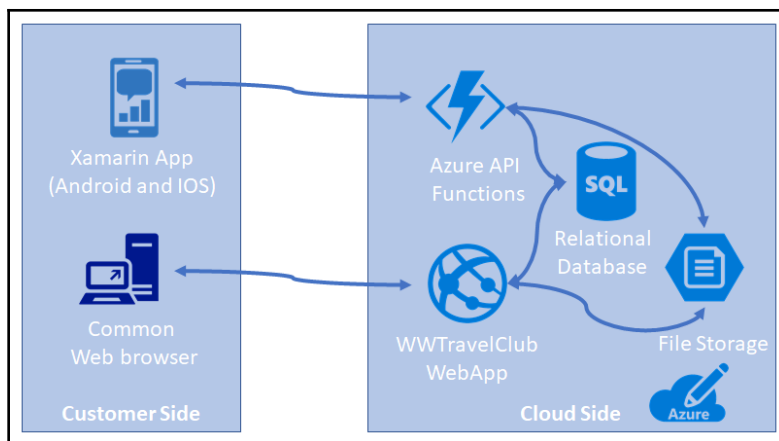 Xamarin App
(Android and IOS)
Common
Web browser
Customer Side
Azure API
Functions
SQL
Relational
Database
WWTravelClub
WebApp
File Storage
Cloud Side
Azure